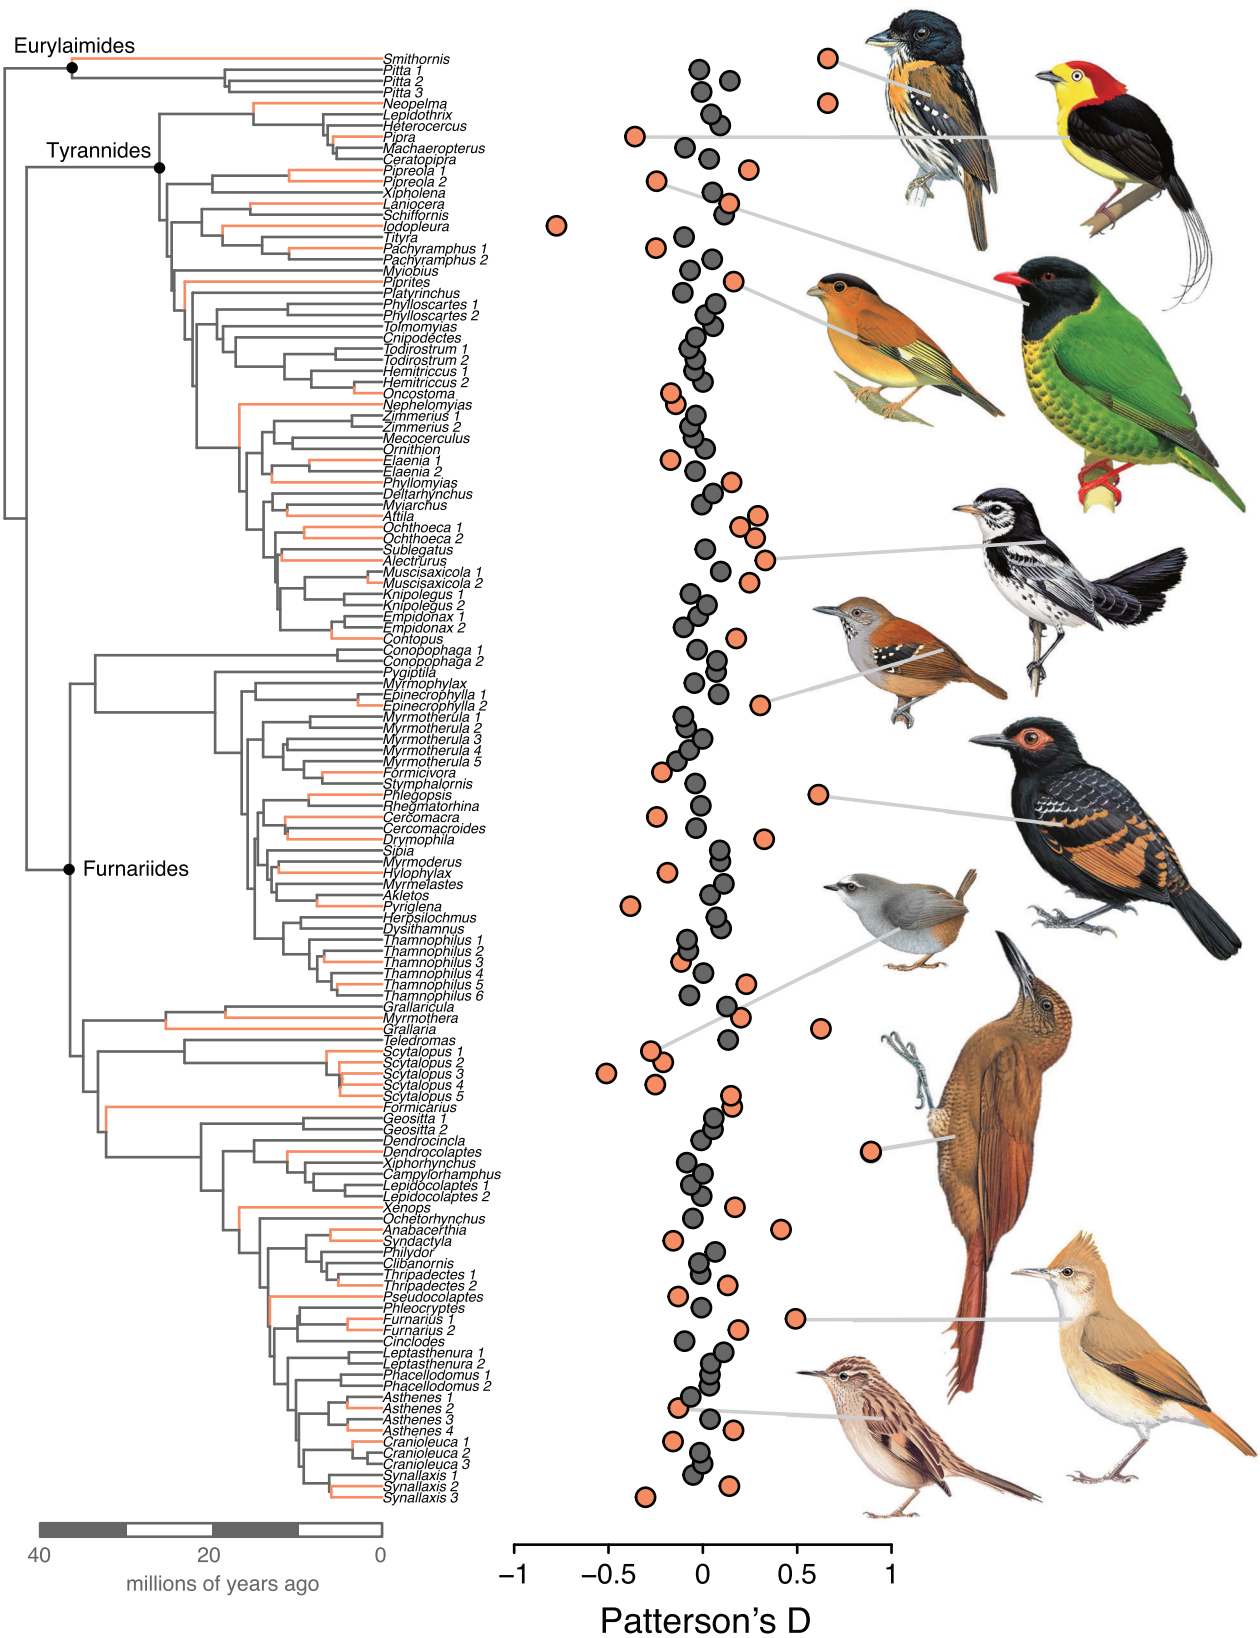 Eurylaimides
Smithornis
Pitta 1
Pitta 2
Pitta 3
Neopelma
Lepidothrix
Heterocercus
Pipra
Machaeropterus
Ceratopipra
Tyrannides
Pipreola 1
Pipreola 2
Xipholena
Laniocera
Schiffornis
Iodopleura
Tityra
Pachyramphus 1
Pachyramphus 2
Myiobius
Piprites
Platyrinchus
Phylloscartes 1
Phylloscartes 2
Tolmomyias
Cnipodectes
Todirostrum 1
Todirostrum 2
Hemitriccus 1
Hemitriccus 2
Oncostoma
Nephelomyias
Zimmerius 1
Zimmerius 2
Mecocerculus
Ornithion
Elaenia 1
Elaenia 2
Phyllomyias
Deltarhynchus
Myiarchus
Attila
Ochthoeca 1
Ochthoeca 2
Sublegatus
Alectrurus
Muscisaxicola 1
Muscisaxicola 2
Knipolegus 1
Knipolegus 2
Empidonax 1
Empidonax 2
Contopus
Conopophaga 1
Conopophaga 2
Pygiptila
Myrmophylax
Epinecrophylla 1
Epinecrophylla 2
Myrmotherula 1
Myrmotherula 2
Myrmotherula 3
Myrmotherula 4
Myrmotherula 5
Formicivora
Stymphalornis
Phlegopsis
Rhegmatorhina
Cercomacra
Cercomacroides
Drymophila
Sipia
Myrmoderus
Furnariides
Hylophylax
Myrmelastes
Akletos
Pyriglena
Herpsilochmus
Dysithamnus
Thamnophilus 1
Thamnophilus 2
Thamnophilus 3
Thamnophilus 4
Thamnophilus 5
Thamnophilus 6
Grallaricula
Myrmothera
Grallaria
Teledromas
Scytalopus 1
Scytalopus 2
Scytalopus 3
Scytalopus 4
Scytalopus 5
Formicarius
Geositta 1
Geositta 2
Dendrocincla
Dendrocolaptes
Xiphorhynchus
Campylorhamphus
Lepidocolaptes 1
Lepidocolaptes 2
Xenops
Ochetorhynchus
Anabacerthia
Syndactyla
Philydor
Clibanornis
Thripadectes 1
Thripadectes 2
Pseudocolaptes
Phleocryptes
Furnarius 1
Furnarius 2
Cinclodes
Leptasthenura 1
Leptasthenura 2
Phacellodomus 1
Phacellodomus 2
Asthenes 1
Asthenes 2
Asthenes 3
Asthenes 4
Cranioleuca 1
Cranioleuca 2
Cranioleuca 3
Synallaxis 1
Synallaxis 2
Synallaxis 3
40 20 0
millions of years ago
−1 −0.5 0 0.5 1
Patterson's D